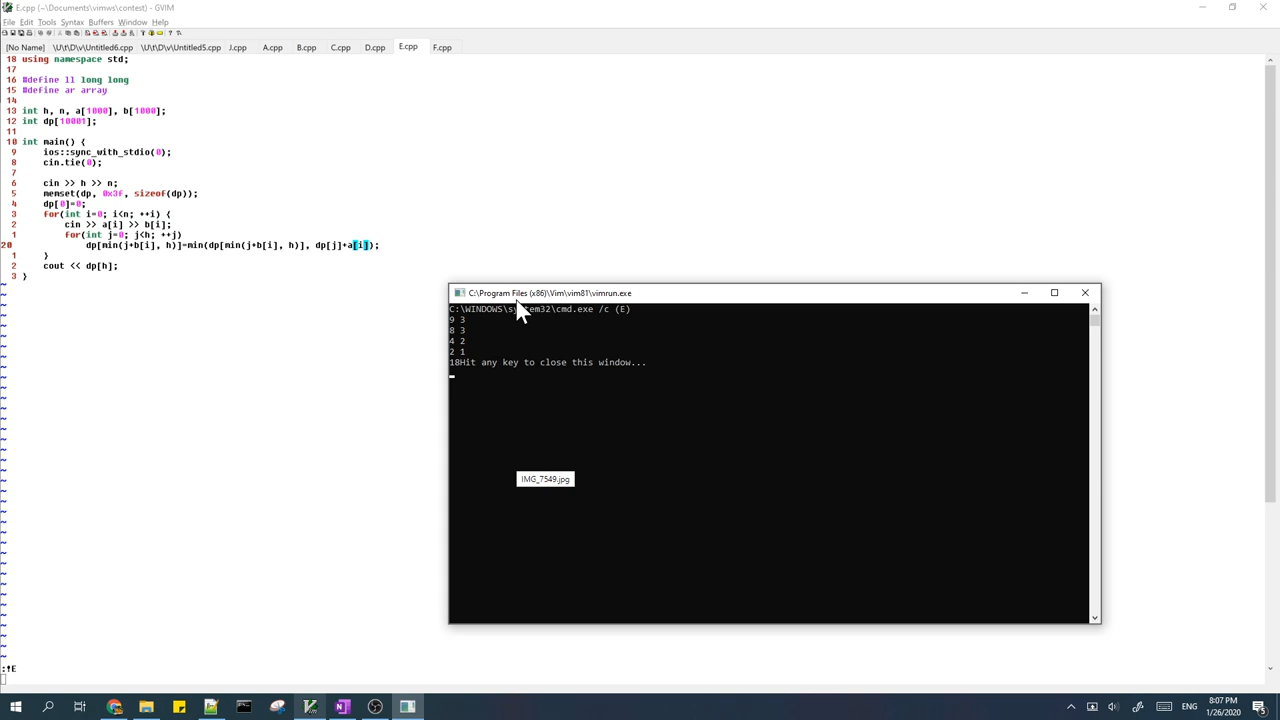 E.cpp (~\Documents\vimws\contest) - GVIM
File Edit Tools Syntax Buffers Window Help
[No Name] \U\t\D\v\Untitled6.cpp \U\t\D\v\Untitled5.cpp J.cpp A.cpp B.cpp C.cpp D.cpp E.cpp F.cpp
18 using namespace std;
17
16 #define ll long long
15 #define ar array
14
13 int h, n, a[1000], b[1000];
12 int dp[10001];
11
10 int main() {
9 ios::sync_with_stdio(0);
8 cin.tie(0);
7
6 cin >> h >> n;
5 memset(dp, 0x3f, sizeof(dp));
4 dp[0]=0;
3 for(int i=0; i<n; ++i) {
2 cin >> a[i] >> b[i];
1 for(int j=0; j<h; ++j)
20 dp[min(j+b[i], h)]=min(dp[min(j+b[i], h)], dp[j]+a[i]);
1 }
2 cout << dp[h];
3 }
:!E
C:\Program Files (x86)\Vim\vim81\vimrun.exe
C:\WINDOWS\system32\cmd.exe /c (E)
9 3
8 3
4 2
2 1
18Hit any key to close this window...
IMG_7549.jpg
8:07 PM
1/26/2020